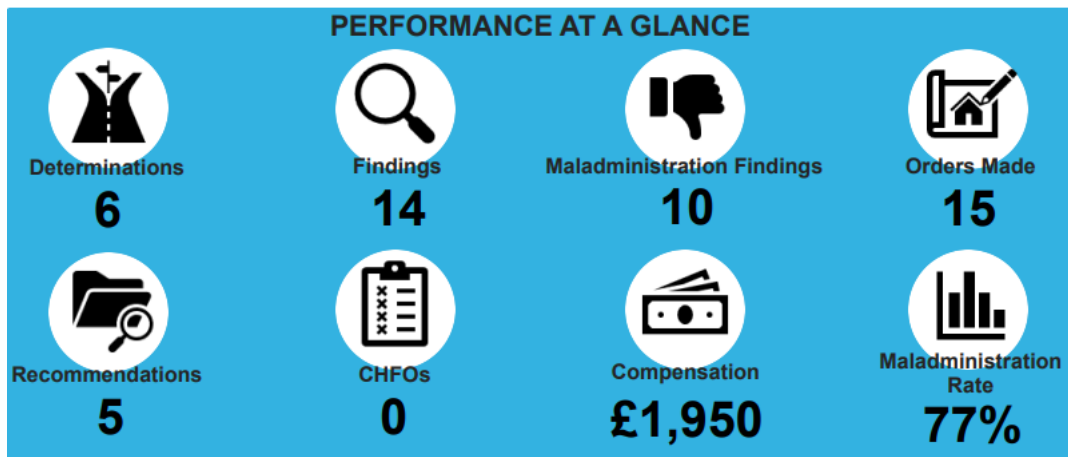 PERFORMANCE AT A GLANCE
Determinations
6
Findings
14
Maladministration Findings
10
Orders Made
15
Recommendations
5
CHFOs
0
Compensation
£1,950
Maladministration
Rate
77%